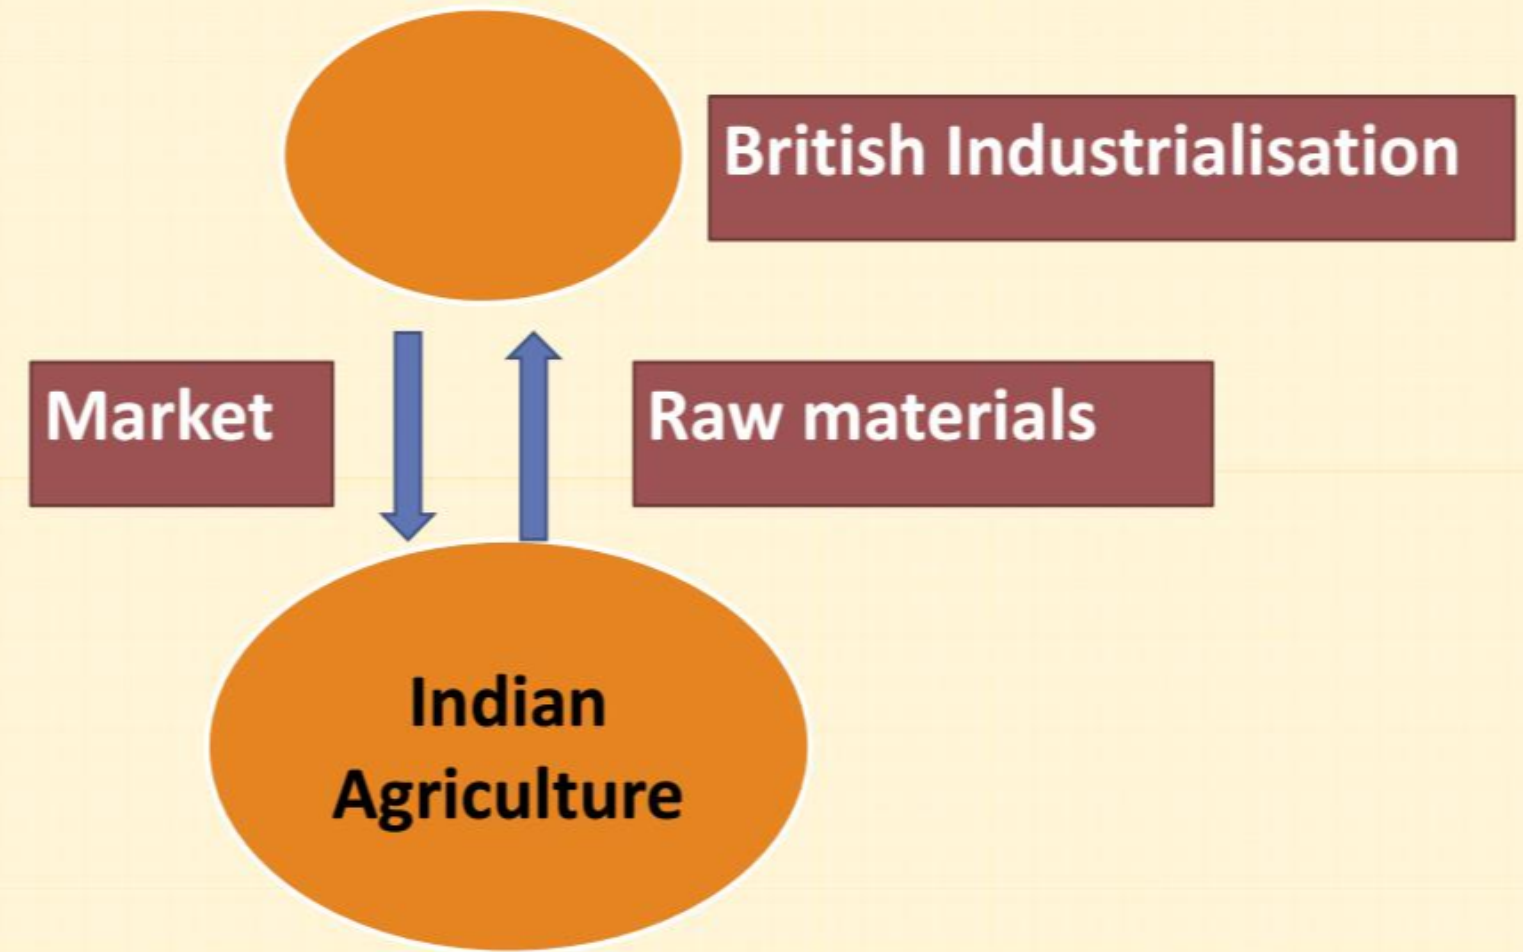 British Industrialisation
Market
Raw materials
Indian
Agriculture